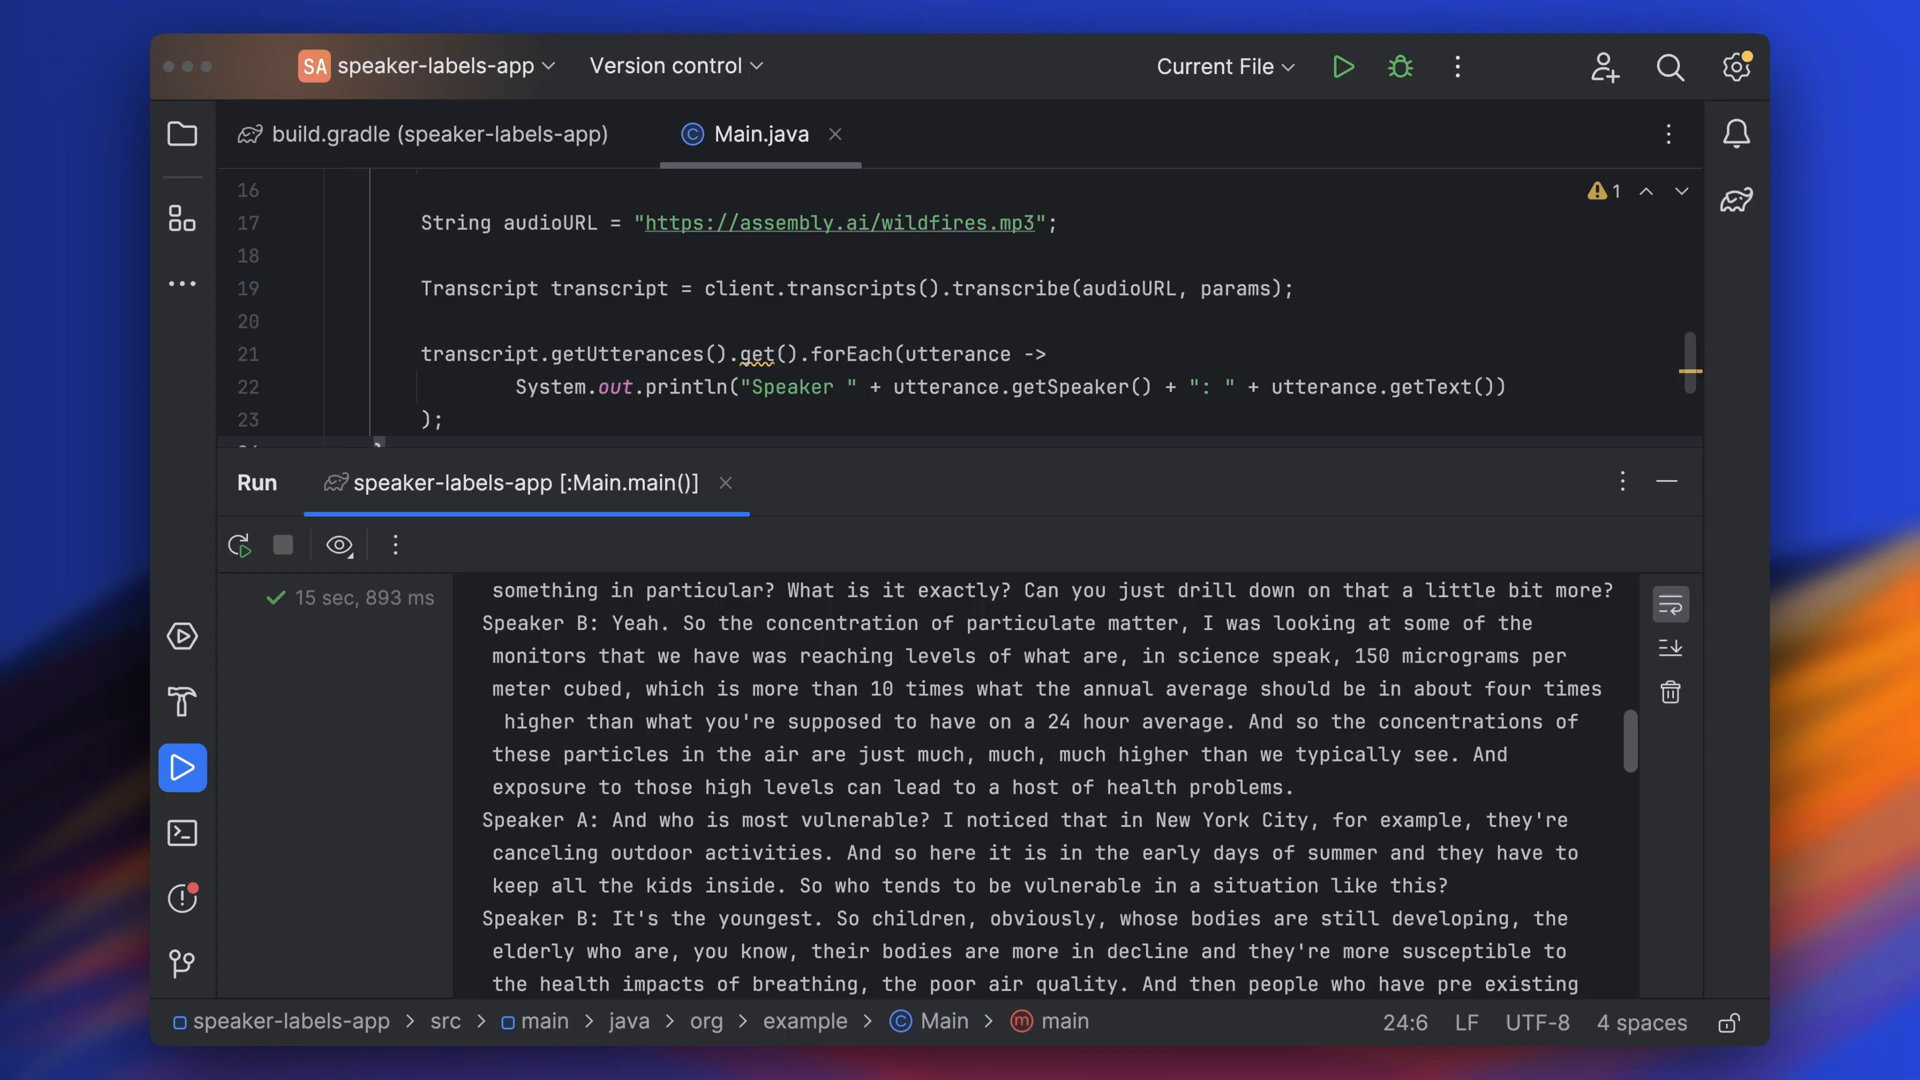 SA speaker-labels-app Version control Current File
build.gradle (speaker-labels-app) Main.java
1
16
17 String audioURL = "https://assembly.ai/wildfires.mp3";
18
19 Transcript transcript = client.transcripts().transcribe(audioURL, params);
20
21 transcript.getUtterances().get().forEach(utterance ->
22 System.out.println("Speaker " + utterance.getSpeaker() + ": " + utterance.getText())
23 );
Run speaker-labels-app [:Main.main()]
15 sec, 893 ms
something in particular? What is it exactly? Can you just drill down on that a little bit more?
Speaker B: Yeah. So the concentration of particulate matter, I was looking at some of the
monitors that we have was reaching levels of what are, in science speak, 150 micrograms per
meter cubed, which is more than 10 times what the annual average should be in about four times
higher than what you're supposed to have on a 24 hour average. And so the concentrations of
these particles in the air are just much, much, much higher than we typically see. And
exposure to those high levels can lead to a host of health problems.
Speaker A: And who is most vulnerable? I noticed that in New York City, for example, they're
canceling outdoor activities. And so here it is in the early days of summer and they have to
keep all the kids inside. So who tends to be vulnerable in a situation like this?
Speaker B: It's the youngest. So children, obviously, whose bodies are still developing, the
elderly who are, you know, their bodies are more in decline and they're more susceptible to
the health impacts of breathing, the poor air quality. And then people who have pre existing
speaker-labels-app > src > main > java > org > example > C Main > m main 24:6 LF UTF-8 4 spaces